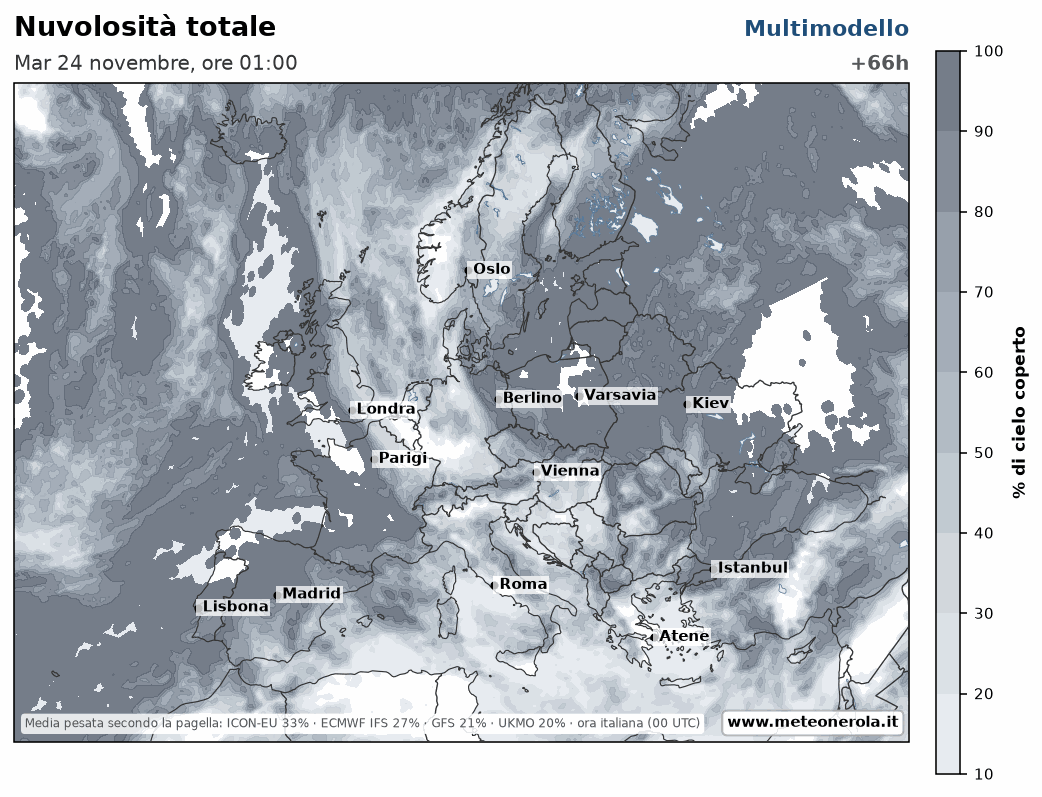 Nuvolosità totale
Multimodello
Mar 24 novembre, ore 01:00
+66h
100
90
80
70
60
50
40
30
20
10
% di cielo coperto
Oslo
Berlino
Varsavia
Kiev
Londra
Parigi
Vienna
Istanbul
Roma
Madrid
Lisbona
Atene
Media pesata secondo la pagella: ICON-EU 33% · ECMWF IFS 27% · GFS 21% · UKMO 20% · ora italiana (00 UTC)
www.meteonerola.it